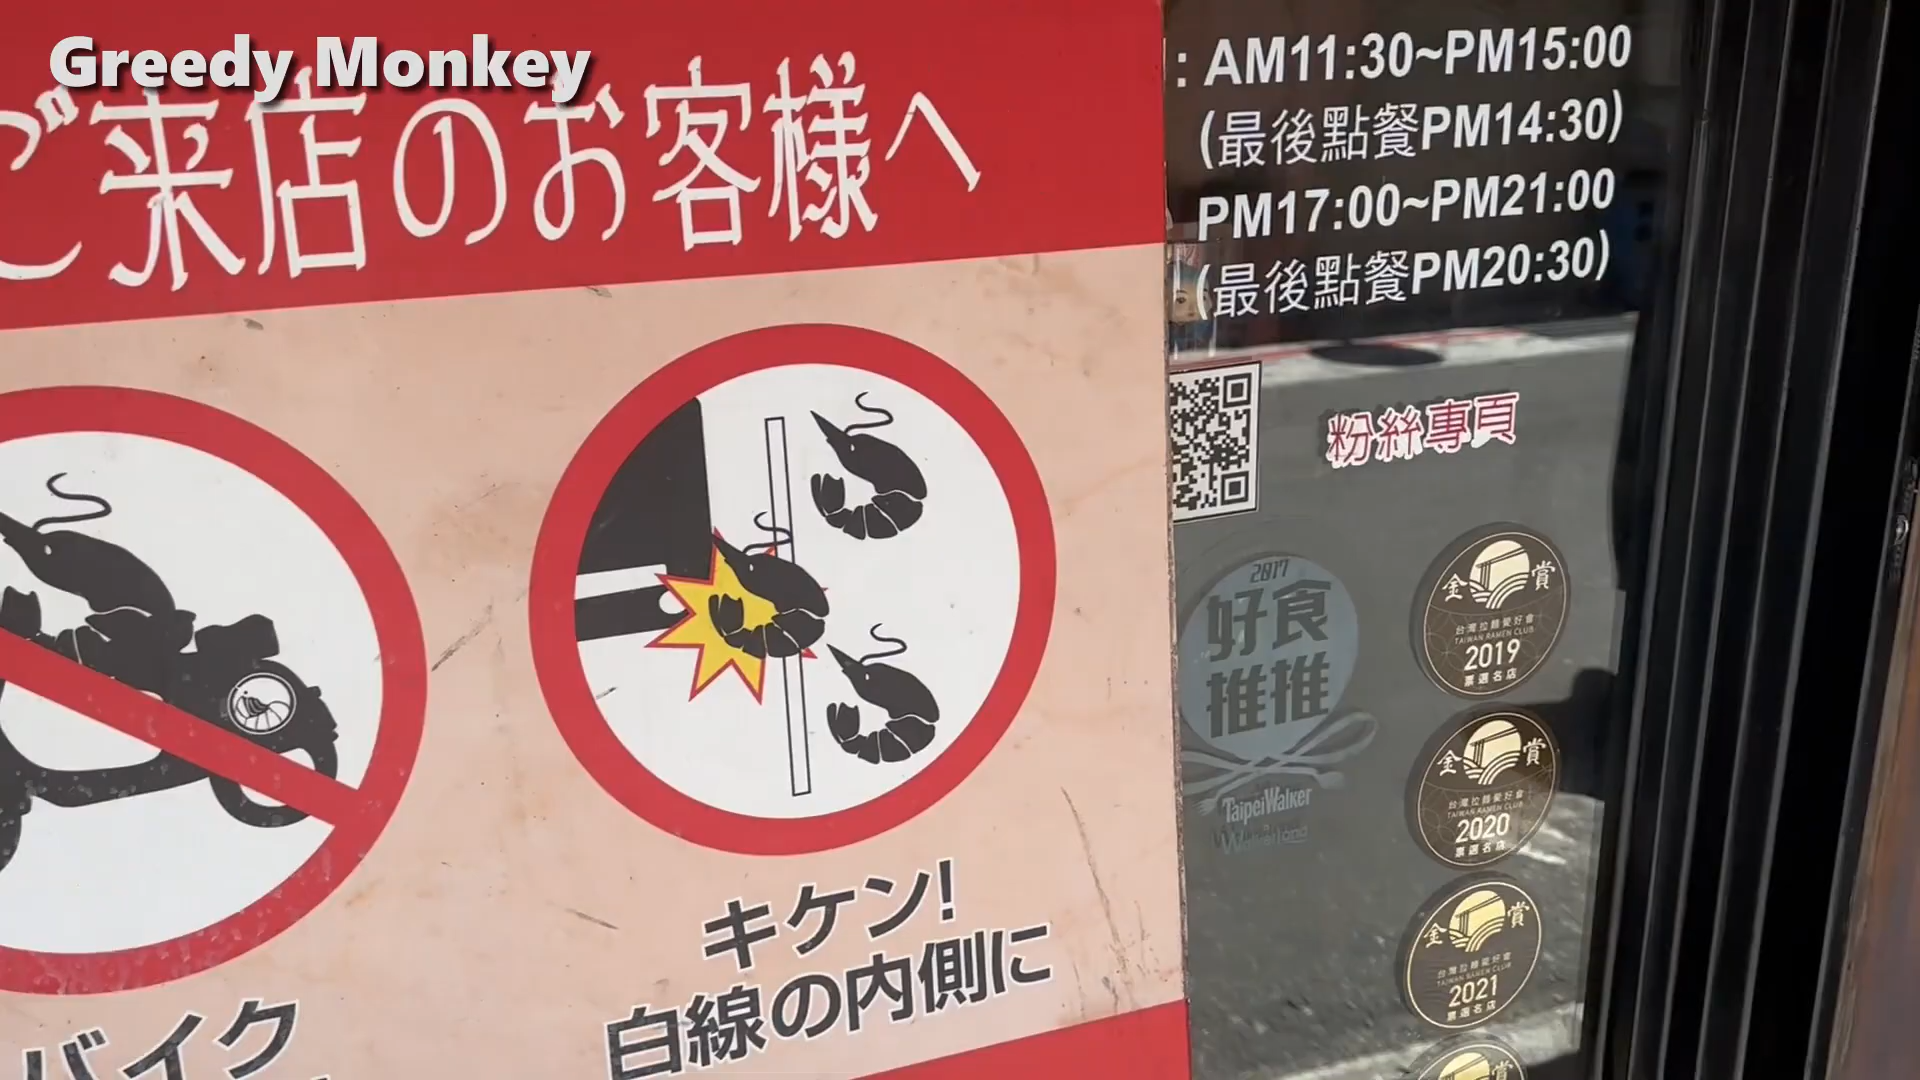 Greedy Monkey
ご来店のお客様へ
キケン!
白線の内側に
バイク
: AM11:30~PM15:00
(最後點餐PM14:30)
PM17:00~PM21:00
(最後點餐PM20:30)
粉絲專頁
2017
好食
推推
TaipeiWalker
WalkerLand
金賞
台灣拉麵愛好會
TAIWAN RAMEN CLUB
2019
票選名店
金賞
台灣拉麵愛好會
TAIWAN RAMEN CLUB
2020
票選名店
金賞
台灣拉麵愛好會
TAIWAN RAMEN CLUB
2021
票選名店
賞